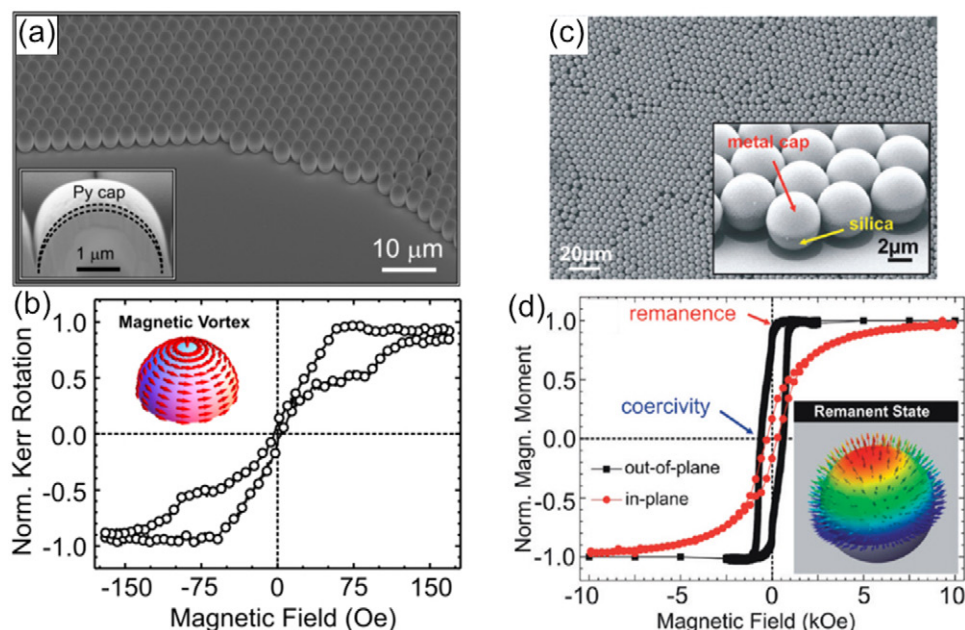 (a)
Py cap
1 μm
10 μm
(c)
metal cap
silica
20μm
2μm
(b)
1.0
0.5
0.0
-0.5
-1.0
Norm. Kerr Rotation
Magnetic Vortex
-150
-75
0
75
150
Magnetic Field (Oe)
(d)
1.0
0.5
0.0
-0.5
-1.0
Norm. Magn. Moment
remanence
coercivity
out-of-plane
in-plane
Remanent State
-10
-5
0
5
10
Magnetic Field (kOe)